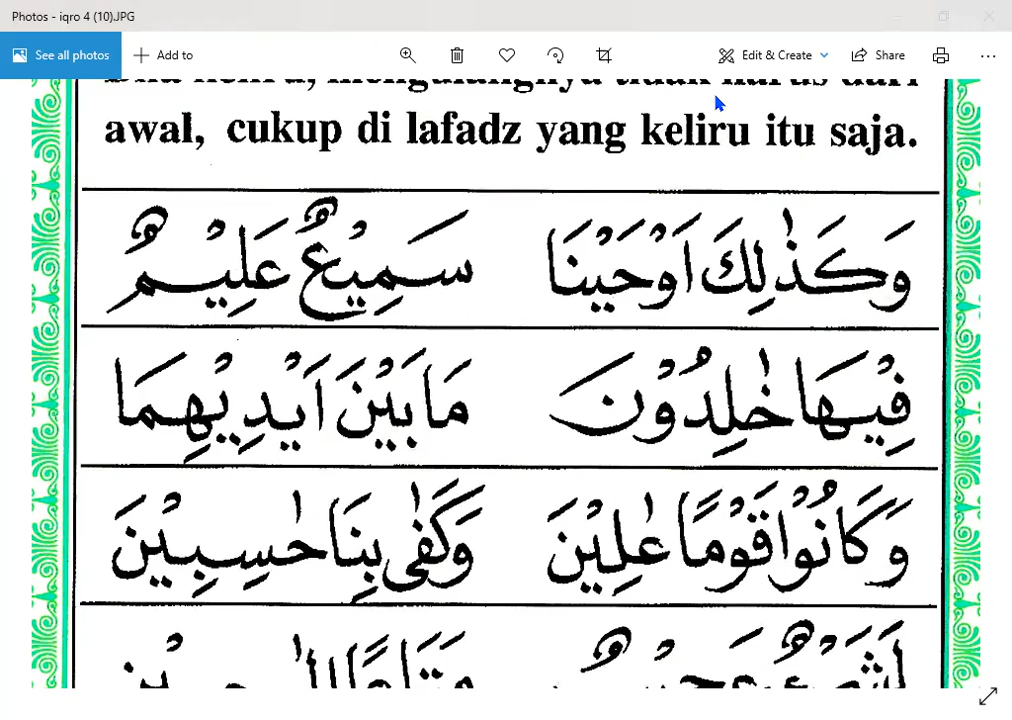 Photos - iqro 4 (10).JPG
See all photos
Add to
Edit & Create
Share
awal, cukup di lafadz yang keliru itu saja.
وَكَذٰلِكَ اَوْحَيْنَا سَمِيْعٌ عَلِيْمٌ
فِيْهَا خٰلِدُوْنَ مَا بَيْنَ اَيْدِيْهِمَا
وَكَانُوْا قَوْمًا عٰلِيْنَ وَكَفٰى بِنَا حٰسِبِيْنَ